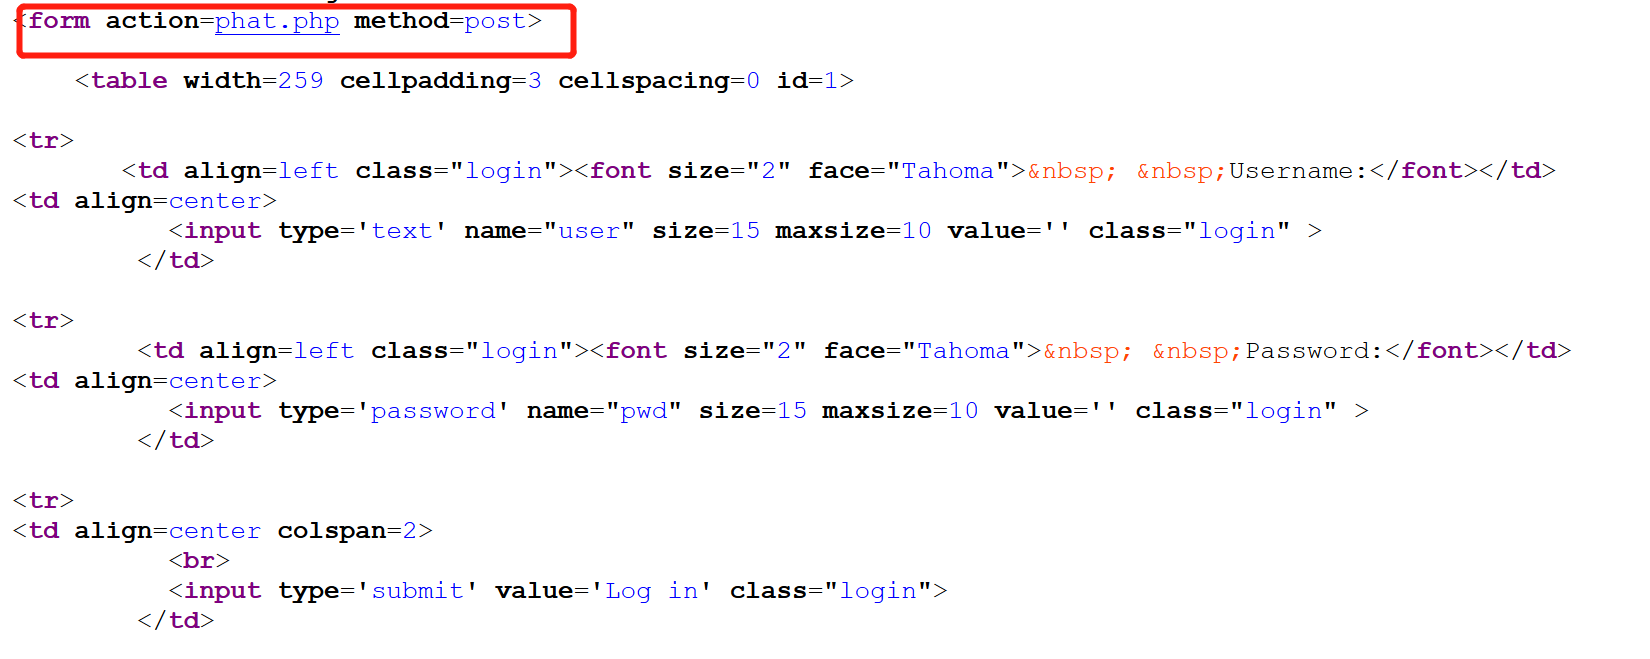 <form action=phat.php method=post>
<table width=259 cellpadding=3 cellspacing=0 id=1>
<tr>
<td align=left class="login"><font size="2" face="Tahoma">&nbsp; &nbsp;Username:</font></td>
<td align=center>
<input type='text' name="user" size=15 maxsize=10 value='' class="login" >
</td>
<tr>
<td align=left class="login"><font size="2" face="Tahoma">&nbsp; &nbsp;Password:</font></td>
<td align=center>
<input type='password' name="pwd" size=15 maxsize=10 value='' class="login" >
</td>
<tr>
<td align=center colspan=2>
<br>
<input type='submit' value='Log in' class="login">
</td>